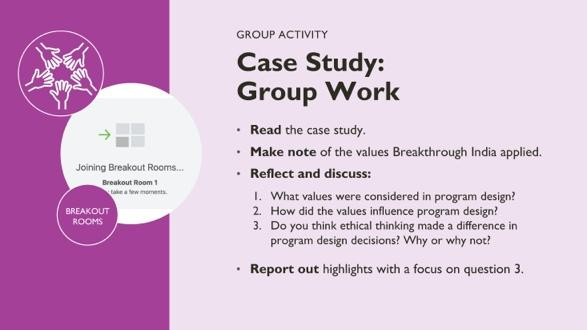 GROUP ACTIVITY
Case Study:
Group Work
Joining Breakout Rooms...
Breakout Room 1
take a few moments.
BREAKOUT
ROOMS
• Read the case study.
• Make note of the values Breakthrough India applied.
• Reflect and discuss:
1. What values were considered in program design?
2. How did the values influence program design?
3. Do you think ethical thinking made a difference in
program design decisions? Why or why not?
• Report out highlights with a focus on question 3.